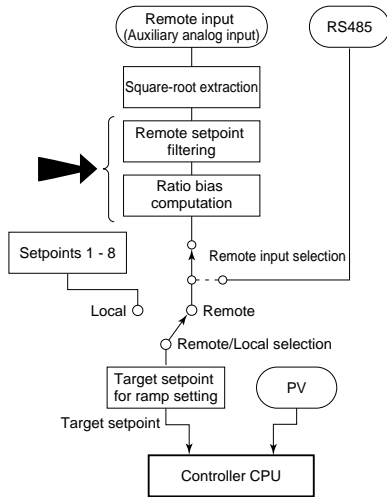 Remote input
(Auxiliary analog input)
RS485
Square-root extraction
Remote setpoint
filtering
Ratio bias
computation
Remote input selection
Setpoints 1 - 8
Local
Remote
Remote/Local selection
Target setpoint
for ramp setting
PV
Target setpoint
Controller CPU